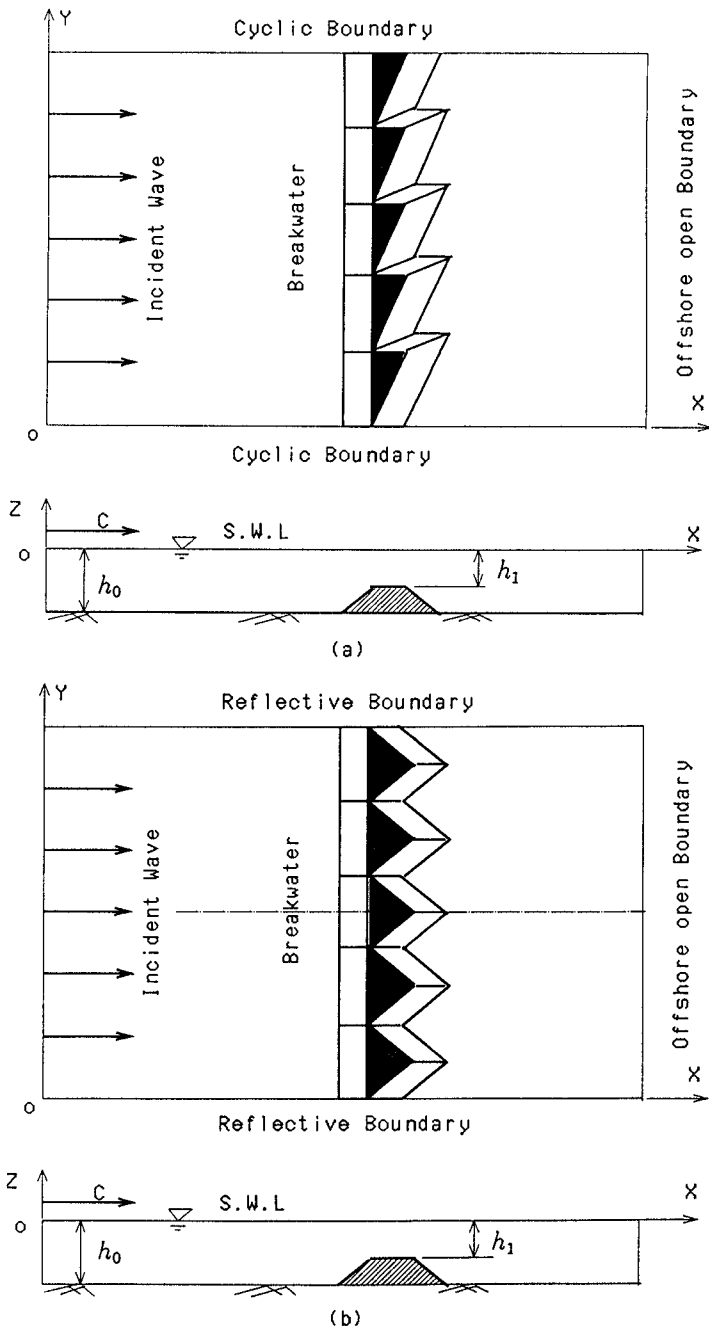 Y
Cyclic Boundary
Incident Wave
Breakwater
Offshore open Boundary
X
O
Cyclic Boundary
Z
C
S.W.L
X
O
h₀
h₁
(a)
Y
Reflective Boundary
Incident Wave
Breakwater
Offshore open Boundary
X
O
Reflective Boundary
Z
C
S.W.L
X
O
h₀
h₁
(b)